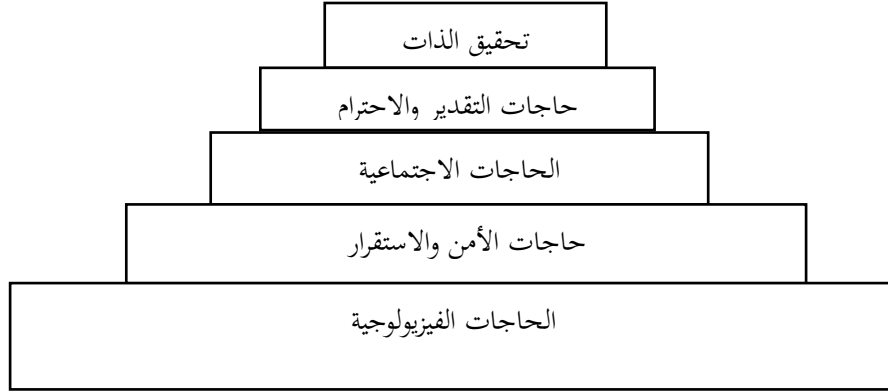 تحقيق الذات
حاجات التقدير والاحترام
الحاجات الاجتماعية
حاجات الأمن والاستقرار
الحاجات الفيزيولوجية